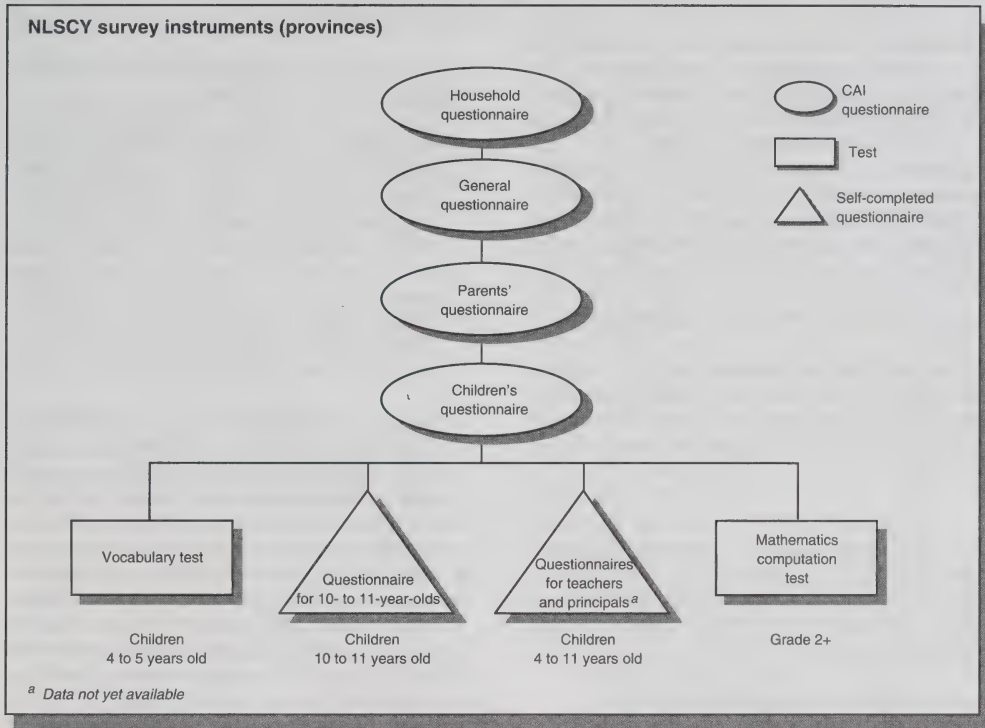 NLSCY survey instruments (provinces)
Household
questionnaire
CAI
questionnaire
Test
Self-completed
questionnaire
General
questionnaire
Parents'
questionnaire
Children's
questionnaire
Vocabulary test
Questionnaire
for 10- to 11-year-olds
Questionnaires
for teachers
and principals a
Mathematics
computation
test
Children
4 to 5 years old
Children
10 to 11 years old
Children
4 to 11 years old
Grade 2+
a Data not yet available